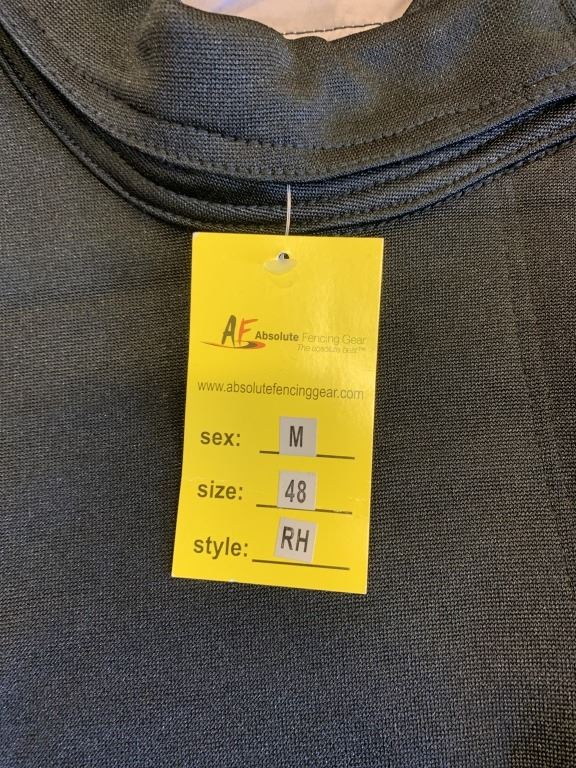 AF Absolute Fencing Gear
The absolute best™
www.absolutefencinggear.com
sex: M
size: 48
style: RH